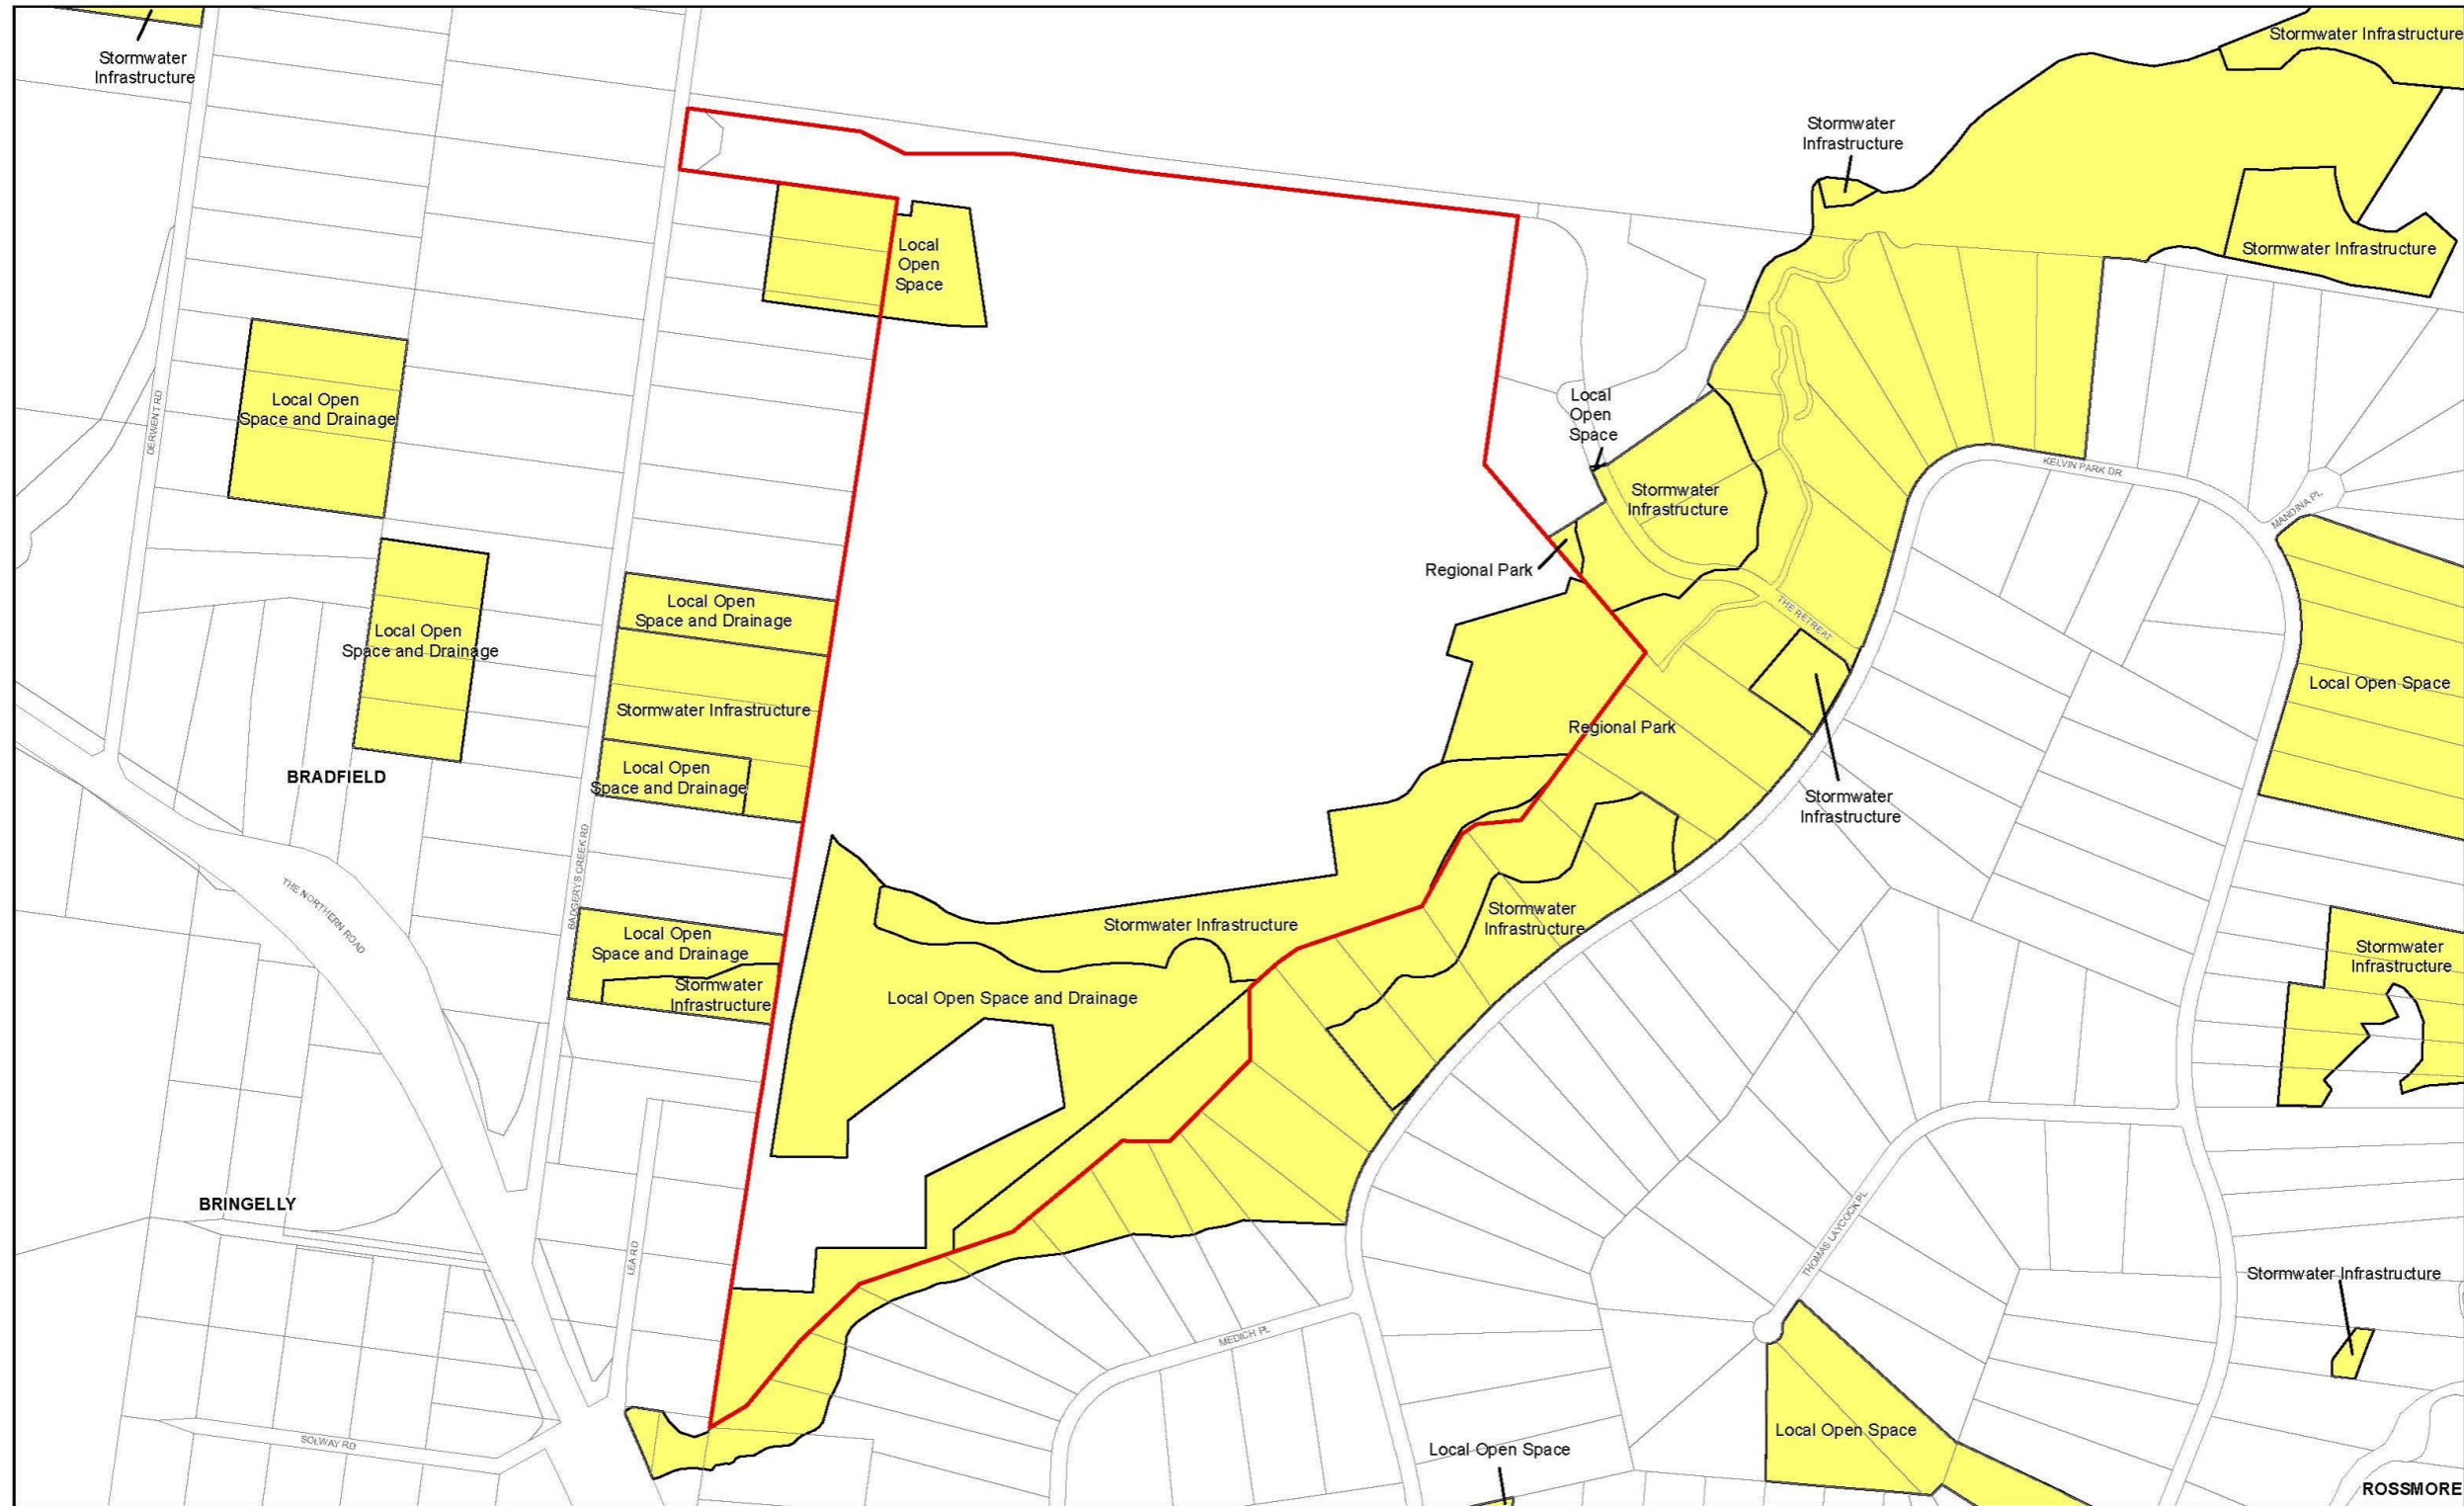 Stormwater
Infrastructure
Stormwater Infrastructure
Stormwater
Infrastructure
Local
Open
Space
Stormwater Infrastructure
DERWENT RD
Local Open
Space and Drainage
Local
Open
Space
KELVIN PARK DR
MANDINA PL
Stormwater
Infrastructure
Regional Park
THE RETREAT
Local Open
Space and Drainage
Local Open
Space and Drainage
Local Open Space
Stormwater Infrastructure
Regional Park
BRADFIELD
Local Open
Space and Drainage
Stormwater
Infrastructure
BADGERYS CREEK RD
THE NORTHERN ROAD
Stormwater Infrastructure
Stormwater
Infrastructure
Local Open
Space and Drainage
Stormwater
Infrastructure
Stormwater
Infrastructure
Local Open Space and Drainage
BRINGELLY
LEA RD
THOMAS LAYCOCK PL
Stormwater Infrastructure
MEDICH PL
SOLWAY RD
Local Open Space
Local Open Space
ROSSMORE